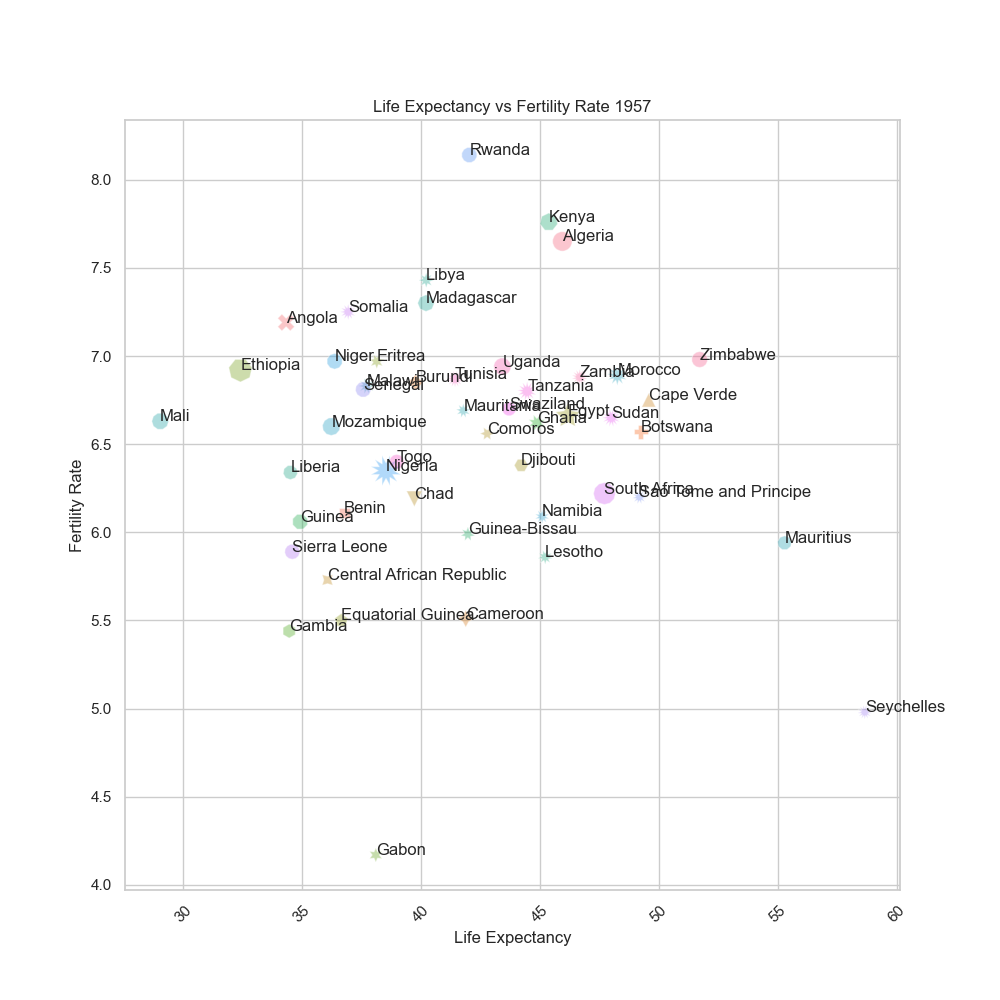 Life Expectancy vs Fertility Rate 1957
Rwanda
8.0
Kenya
Algeria
7.5
Libya
Madagascar
Somalia
Angola
7.0
Zimbabwe
Niger
Eritrea
Uganda
Ethiopia
Zambia
Morocco
Tunisia
Malawi
Burundi
Senegal
Tanzania
Cape Verde
Mauritania
Swaziland
Egypt
Sudan
Ghana
Mali
Mozambique
Comoros
Botswana
6.5
Togo
Nigeria
Djibouti
Liberia
South Africa
Sao Tome and Principe
Chad
Benin
Namibia
Guinea
6.0
Guinea-Bissau
Mauritius
Sierra Leone
Lesotho
Central African Republic
5.5
Equatorial Guinea
Cameroon
Gambia
5.0
Seychelles
4.5
Gabon
4.0
Fertility Rate
30
35
40
45
50
55
60
Life Expectancy